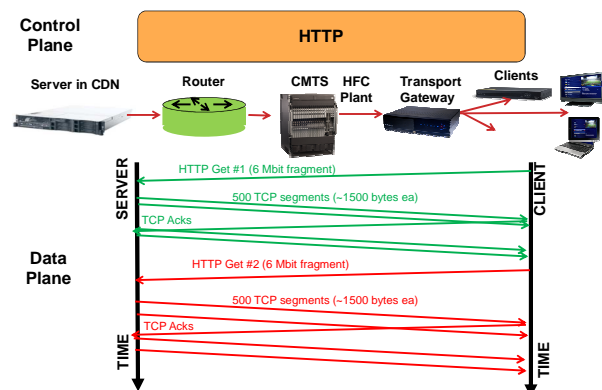 Control
Plane
HTTP
Server in CDN
Router
CMTS
HFC
Plant
Transport
Gateway
Clients
SERVER
CLIENT
HTTP Get #1 (6 Mbit fragment)
500 TCP segments (~1500 bytes ea)
TCP Acks
Data
Plane
HTTP Get #2 (6 Mbit fragment)
500 TCP segments (~1500 bytes ea)
TCP Acks
TIME
TIME